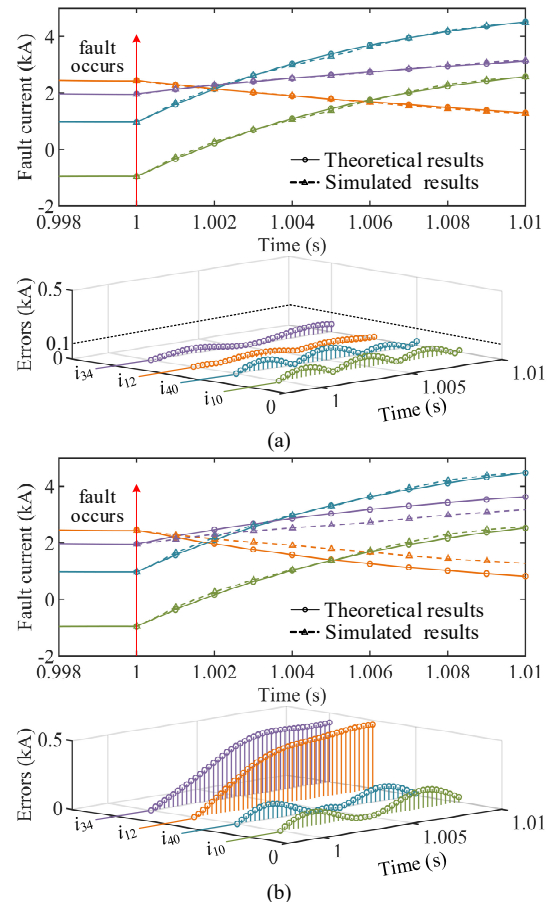 4
2
0
-2
Fault current (kA)
fault
occurs
Theoretical results
Simulated results
0.998 1 1.002 1.004 1.006 1.008 1.01
Time (s)
0.5
0.1
0
Errors (kA)
i34
i12
i40
i10
0 1 1.005 1.01
Time (s)
(a)
4
2
0
-2
Fault current (kA)
fault
occurs
Theoretical results
Simulated results
0.998 1 1.002 1.004 1.006 1.008 1.01
Time (s)
0.5
0
Errors (kA)
i34
i12
i40
i10
0 1 1.005 1.01
Time (s)
(b)